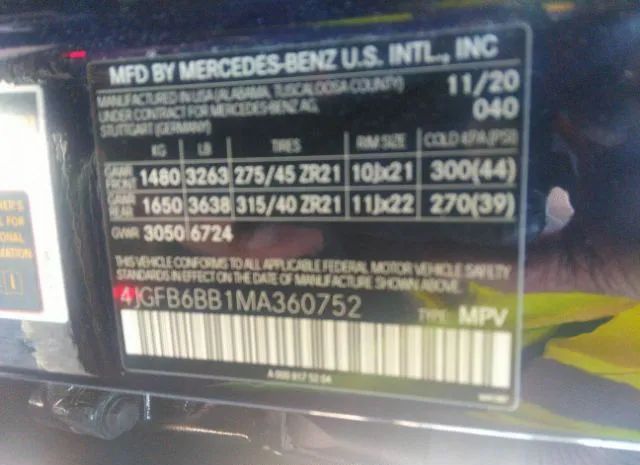 MFD BY MERCEDES-BENZ U.S. INTL., INC
MANUFACTURED IN USA (ALABAMA, TUSCALOOSA COUNTY) 11/20
UNDER CONTRACT FOR MERCEDES-BENZ AG, 040
STUTTGART (GERMANY)
KG LB TIRES RIM SIZE COLD KPA (PSI)
GAWR FRONT 1480 3263 275/45 ZR21 10Jx21 300(44)
GAWR REAR 1650 3638 315/40 ZR21 11Jx22 270(39)
GVWR 3050 6724
THIS VEHICLE CONFORMS TO ALL APPLICABLE FEDERAL MOTOR VEHICLE SAFETY
STANDARDS IN EFFECT ON THE DATE OF MANUFACTURE SHOWN ABOVE.
4JGFB6BB1MA360752 TYPE: MPV
L FOR
ONAL
RMATION